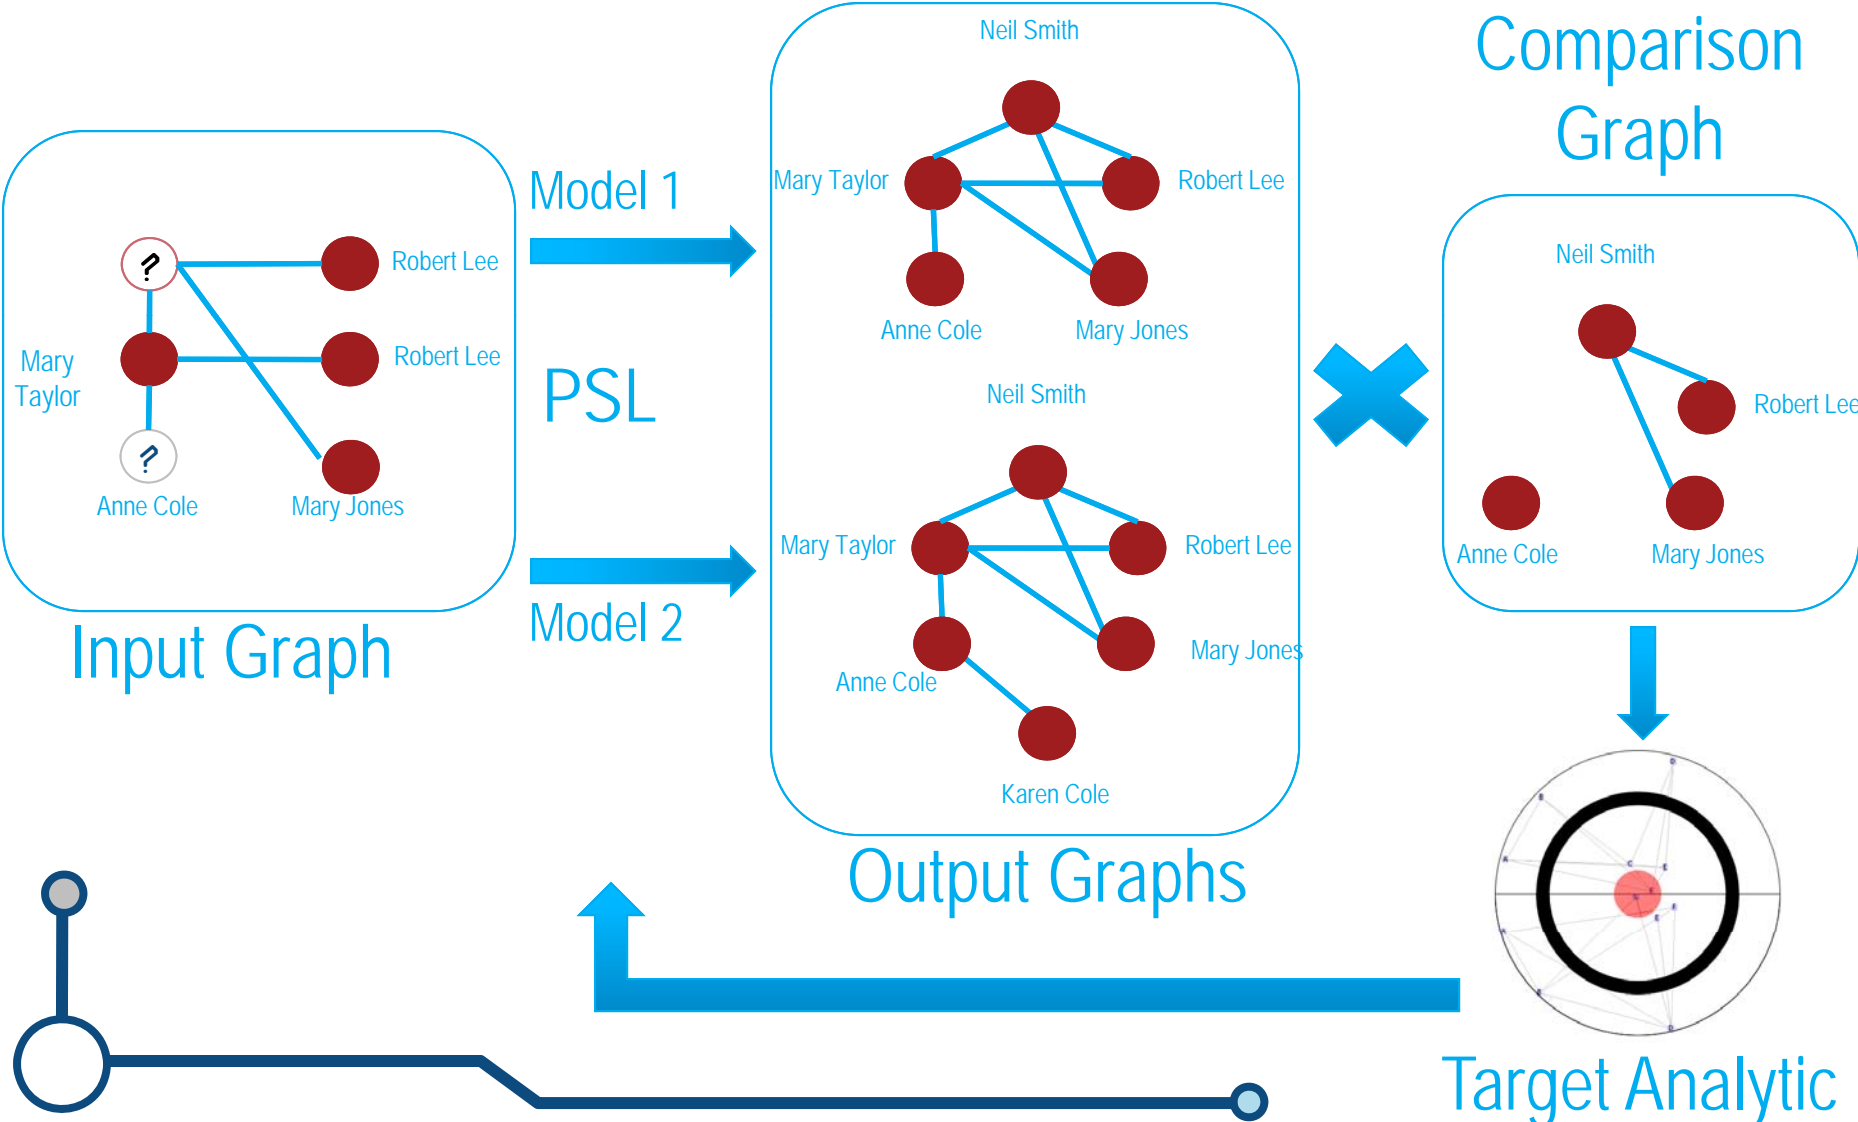 ?
Robert Lee
Mary
Taylor
Robert Lee
?
Anne Cole
Mary Jones
Input Graph
Model 1
PSL
Model 2
Neil Smith
Mary Taylor
Robert Lee
Anne Cole
Mary Jones
Neil Smith
Mary Taylor
Robert Lee
Mary Jones
Anne Cole
Karen Cole
Output Graphs
Comparison
Graph
Neil Smith
Robert Lee
Anne Cole
Mary Jones
D
B
A
C
E
A
B
D
Target Analytic